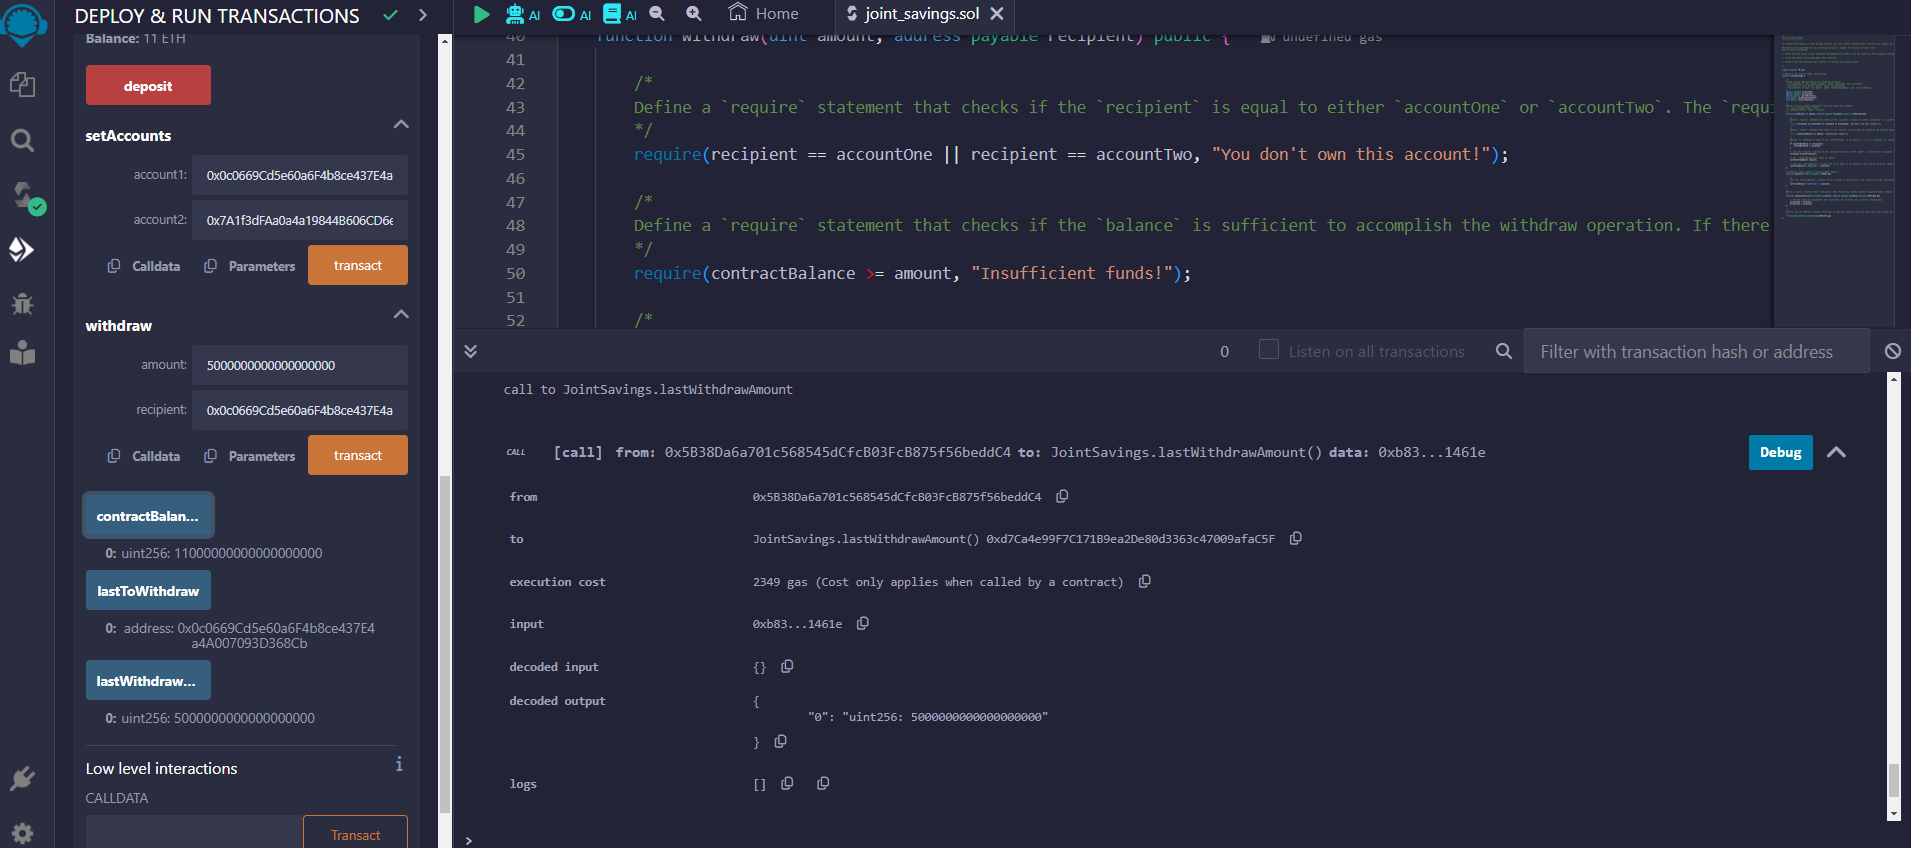 DEPLOY & RUN TRANSACTIONS
Balance: 11 ETH
deposit
setAccounts
account1: 0x0c0669Cd5e60a6F4b8ce437E4a
account2: 0x7A1f3dFAa0a4a19844B606CD6e
Calldata Parameters transact
withdraw
amount: 5000000000000000000
recipient: 0x0c0669Cd5e60a6F4b8ce437E4a
Calldata Parameters transact
contractBalan...
0: uint256: 11000000000000000000
lastToWithdraw
0: address: 0x0c0669Cd5e60a6F4b8ce437E4
a4A007093D368Cb
lastWithdraw...
0: uint256: 5000000000000000000
Low level interactions i
CALLDATA
Transact
AI AI AI Home joint_savings.sol
40 function withdraw(uint amount, address payable recipient) public { undefined gas
41
42 /*
43 Define a `require` statement that checks if the `recipient` is equal to either `accountOne` or `accountTwo`. The `requi
44 */
45 require(recipient == accountOne || recipient == accountTwo, "You don't own this account!");
46
47 /*
48 Define a `require` statement that checks if the `balance` is sufficient to accomplish the withdraw operation. If there
49 */
50 require(contractBalance >= amount, "Insufficient funds!");
51
52 /*
0 Listen on all transactions Filter with transaction hash or address
call to JointSavings.lastWithdrawAmount
CALL [call] from: 0x5B38Da6a701c568545dCfcB03FcB875f56beddC4 to: JointSavings.lastWithdrawAmount() data: 0xb83...1461e Debug
from 0x5B38Da6a701c568545dCfcB03FcB875f56beddC4
to JointSavings.lastWithdrawAmount() 0xd7Ca4e99F7C171B9ea2De80d3363c47009afaC5F
execution cost 2349 gas (Cost only applies when called by a contract)
input 0xb83...1461e
decoded input {}
decoded output {
"0": "uint256: 5000000000000000000"
}
logs []
>